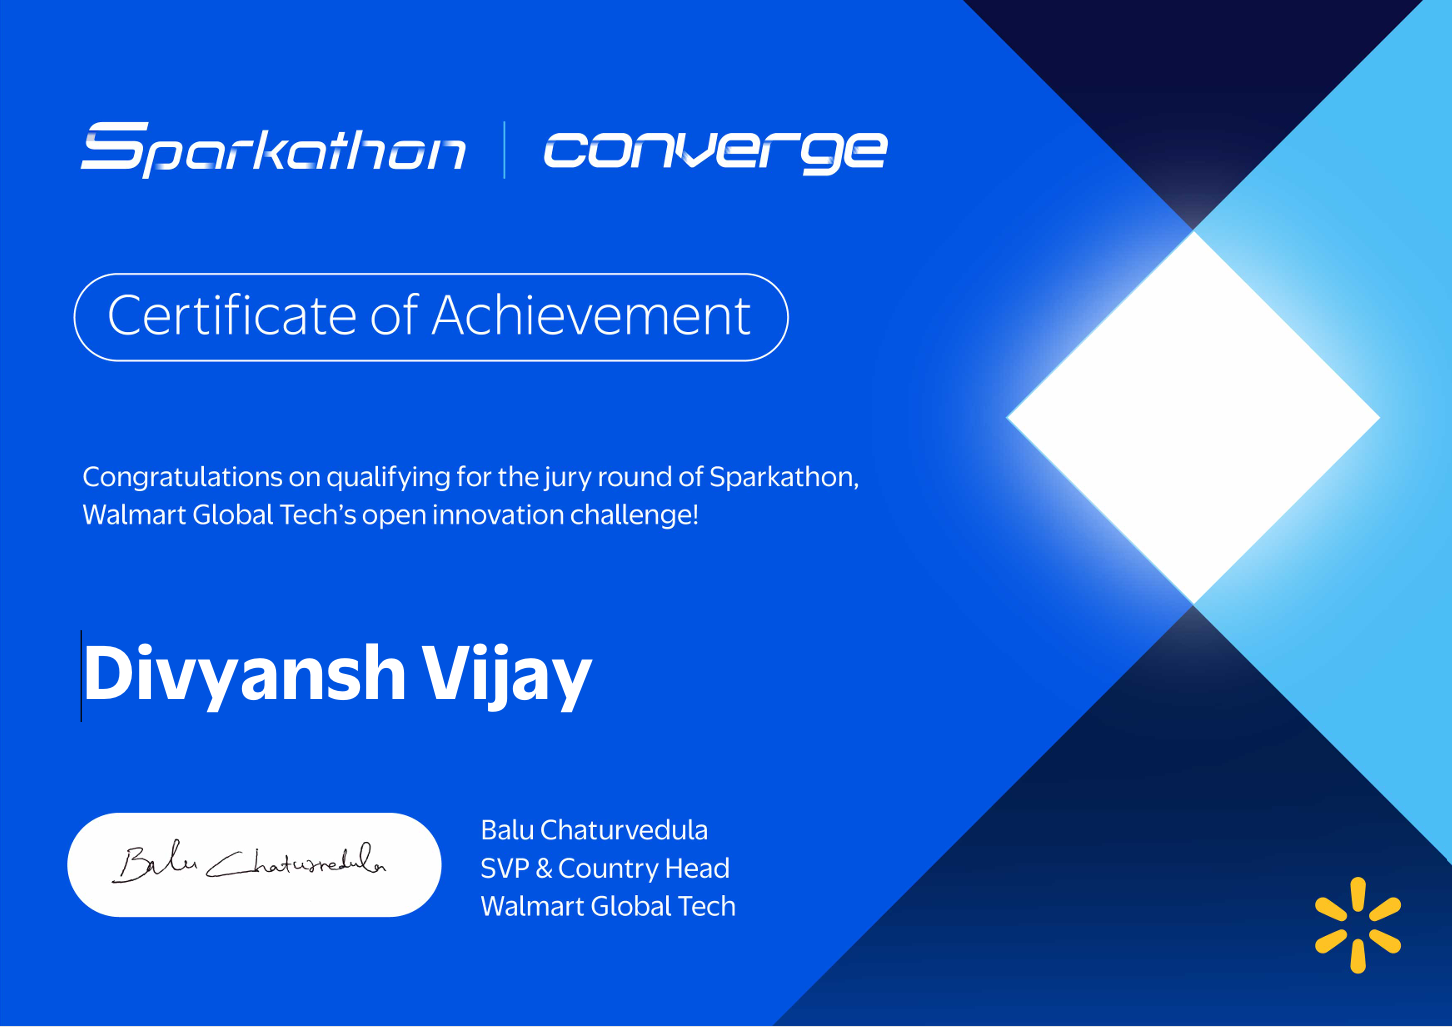 Sparkathon | converge
Certificate of Achievement
Congratulations on qualifying for the jury round of Sparkathon,
Walmart Global Tech’s open innovation challenge!
Divyansh Vijay
Balu Chaturvedula
Balu Chaturvedula
SVP & Country Head
Walmart Global Tech